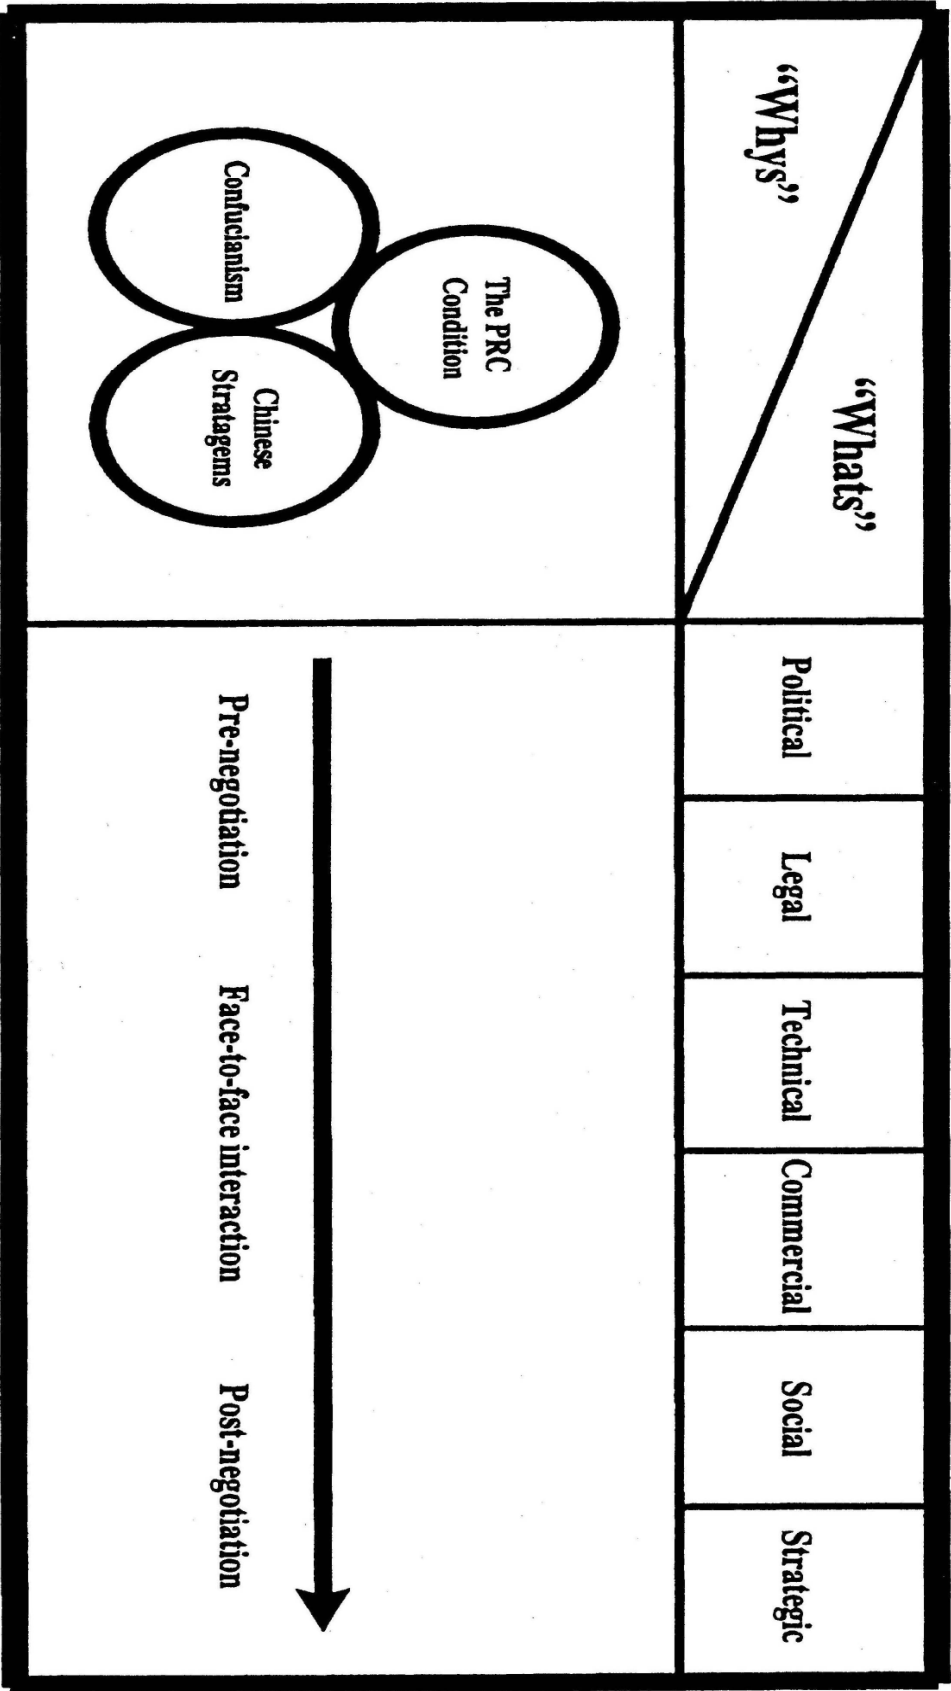 “Whys”
“Whats”
Political
Legal
Technical
Commercial
Social
Strategic
The PRC
Condition
Confucianism
Chinese
Stratagems
Pre-negotiation
Face-to-face interaction
Post-negotiation